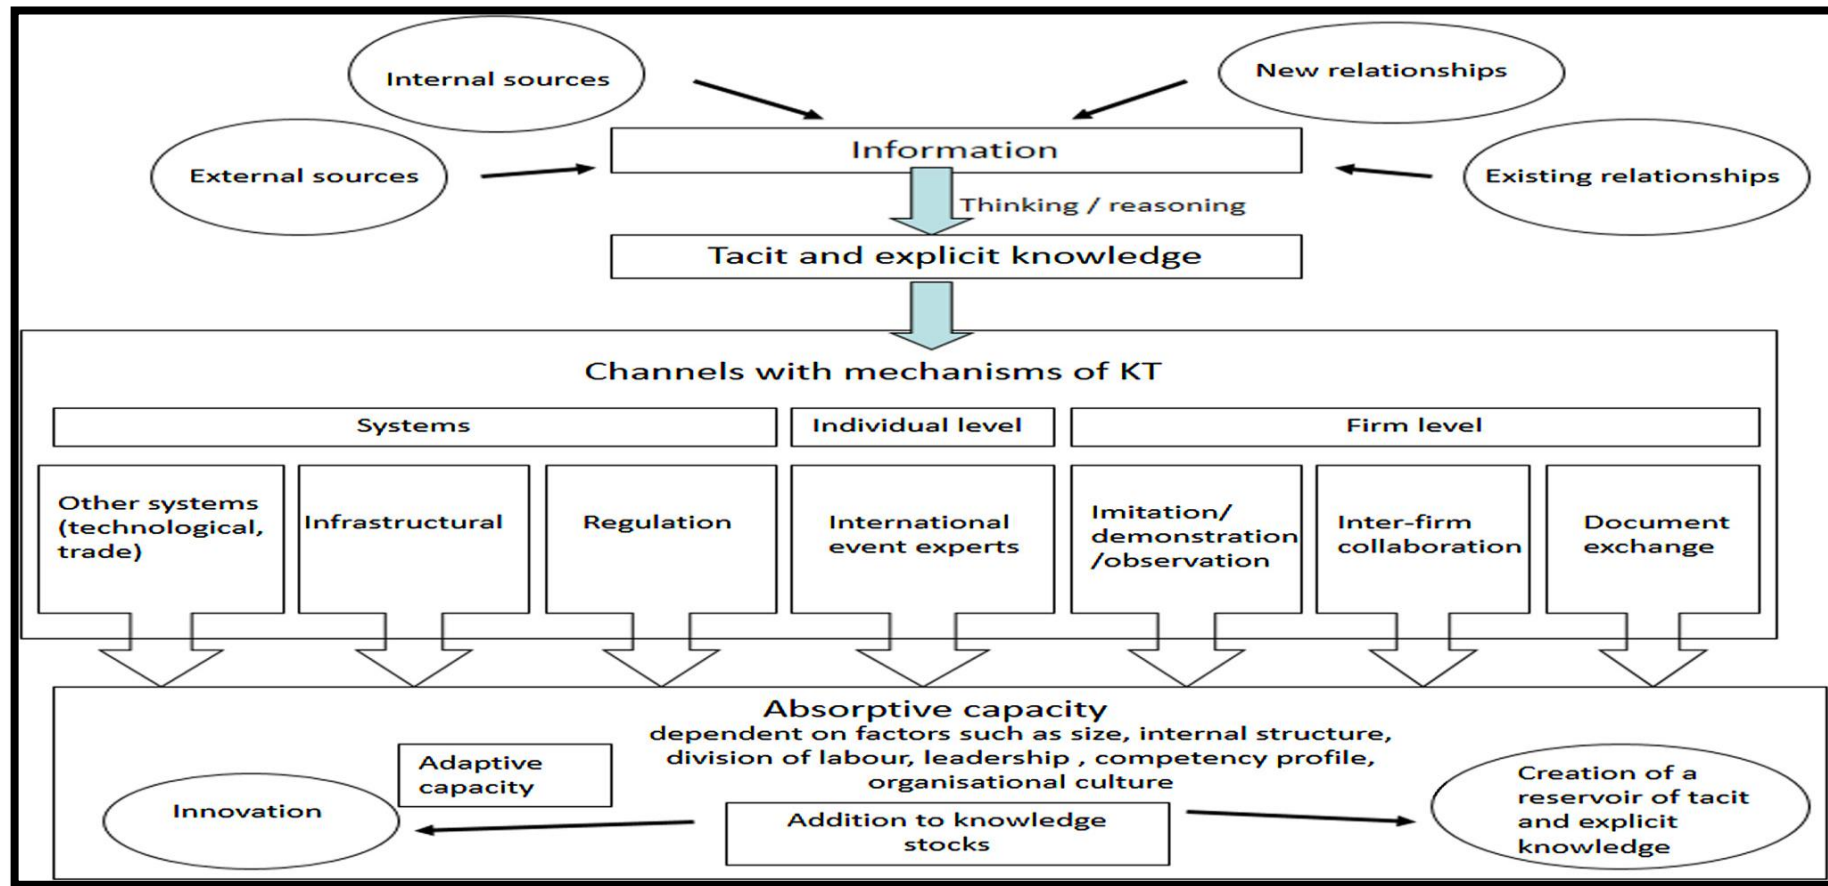 Internal sources
New relationships
Information
External sources
Existing relationships
Thinking / reasoning
Tacit and explicit knowledge
Channels with mechanisms of KT
Systems
Individual level
Firm level
Other systems
(technological,
trade)
Infrastructural
Regulation
International
event experts
Imitation/
demonstration
/observation
Inter-firm
collaboration
Document
exchange
Absorptive capacity
dependent on factors such as size, internal structure,
division of labour, leadership , competency profile,
organisational culture
Adaptive
capacity
Innovation
Addition to knowledge
stocks
Creation of a
reservoir of tacit
and explicit
knowledge